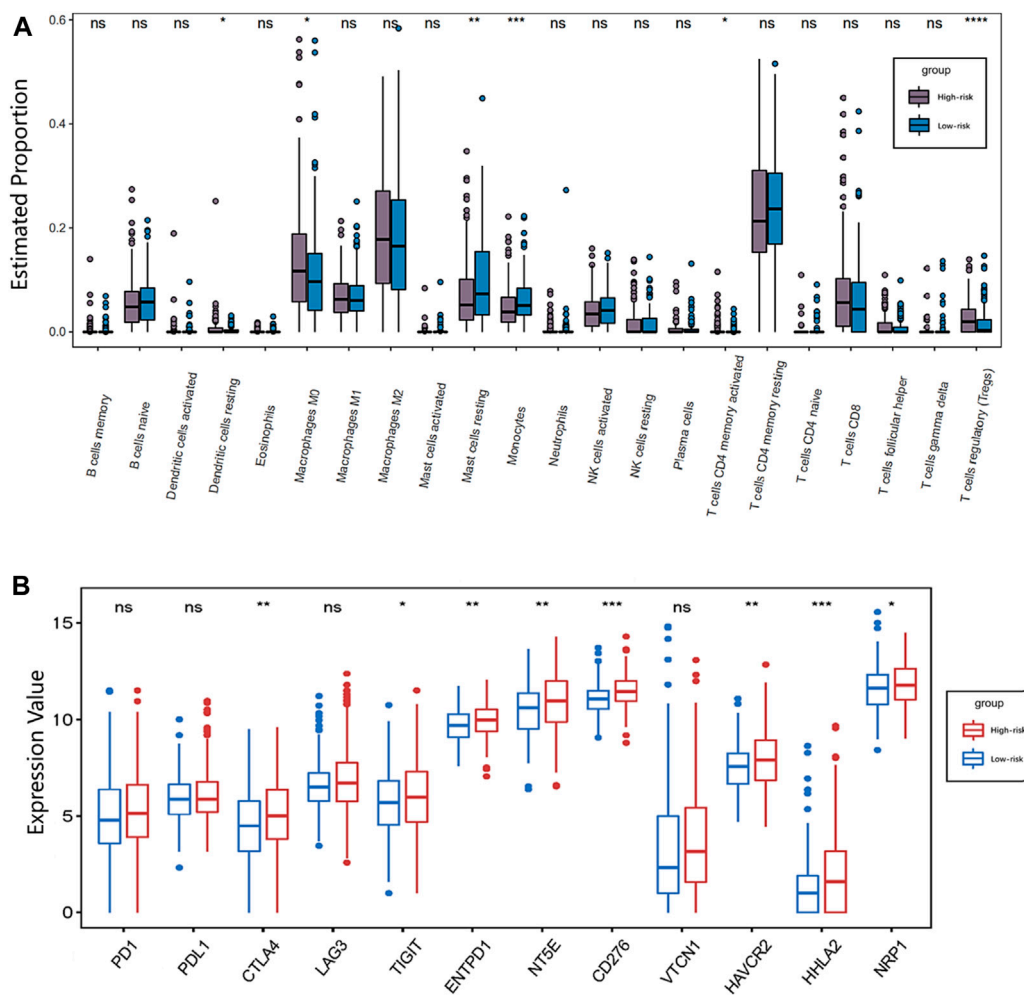 A
ns ns ns * * ns ns ns ** *** ns ns ns ns * ns ns ns ns ns ****
Estimated Proportion
0.6
0.4
0.2
0.0
group
High-risk
Low-risk
B cells memory
B cells naive
Dendritic cells activated
Dendritic cells resting
Eosinophils
Macrophages M0
Macrophages M1
Macrophages M2
Mast cells activated
Mast cells resting
Monocytes
Neutrophils
NK cells activated
NK cells resting
Plasma cells
T cells CD4 memory activated
T cells CD4 memory resting
T cells CD4 naive
T cells CD8
T cells follicular helper
T cells gamma delta
T cells regulatory (Tregs)
B
ns ns ** ns * ** ** *** ns ** *** *
Expression Value
15
10
5
0
group
High-risk
Low-risk
PD1
PDL1
CTLA4
LAG3
TIGIT
ENTPD1
NT5E
CD276
VTCN1
HAVCR2
HHLA2
NRP1